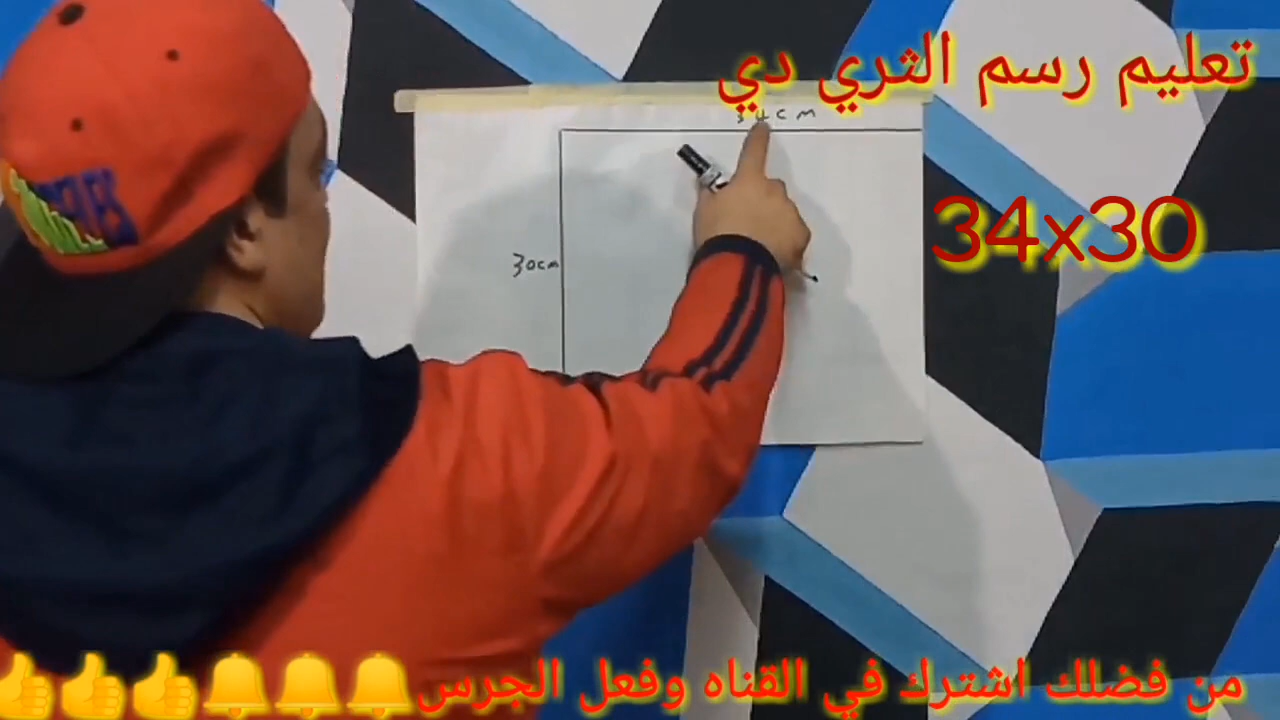 تعليم رسم الثري دي
34cm
34x30
30cm
من فضلك اشترك في القناه وفعل الجرس🔔🔔🔔👍👍👍